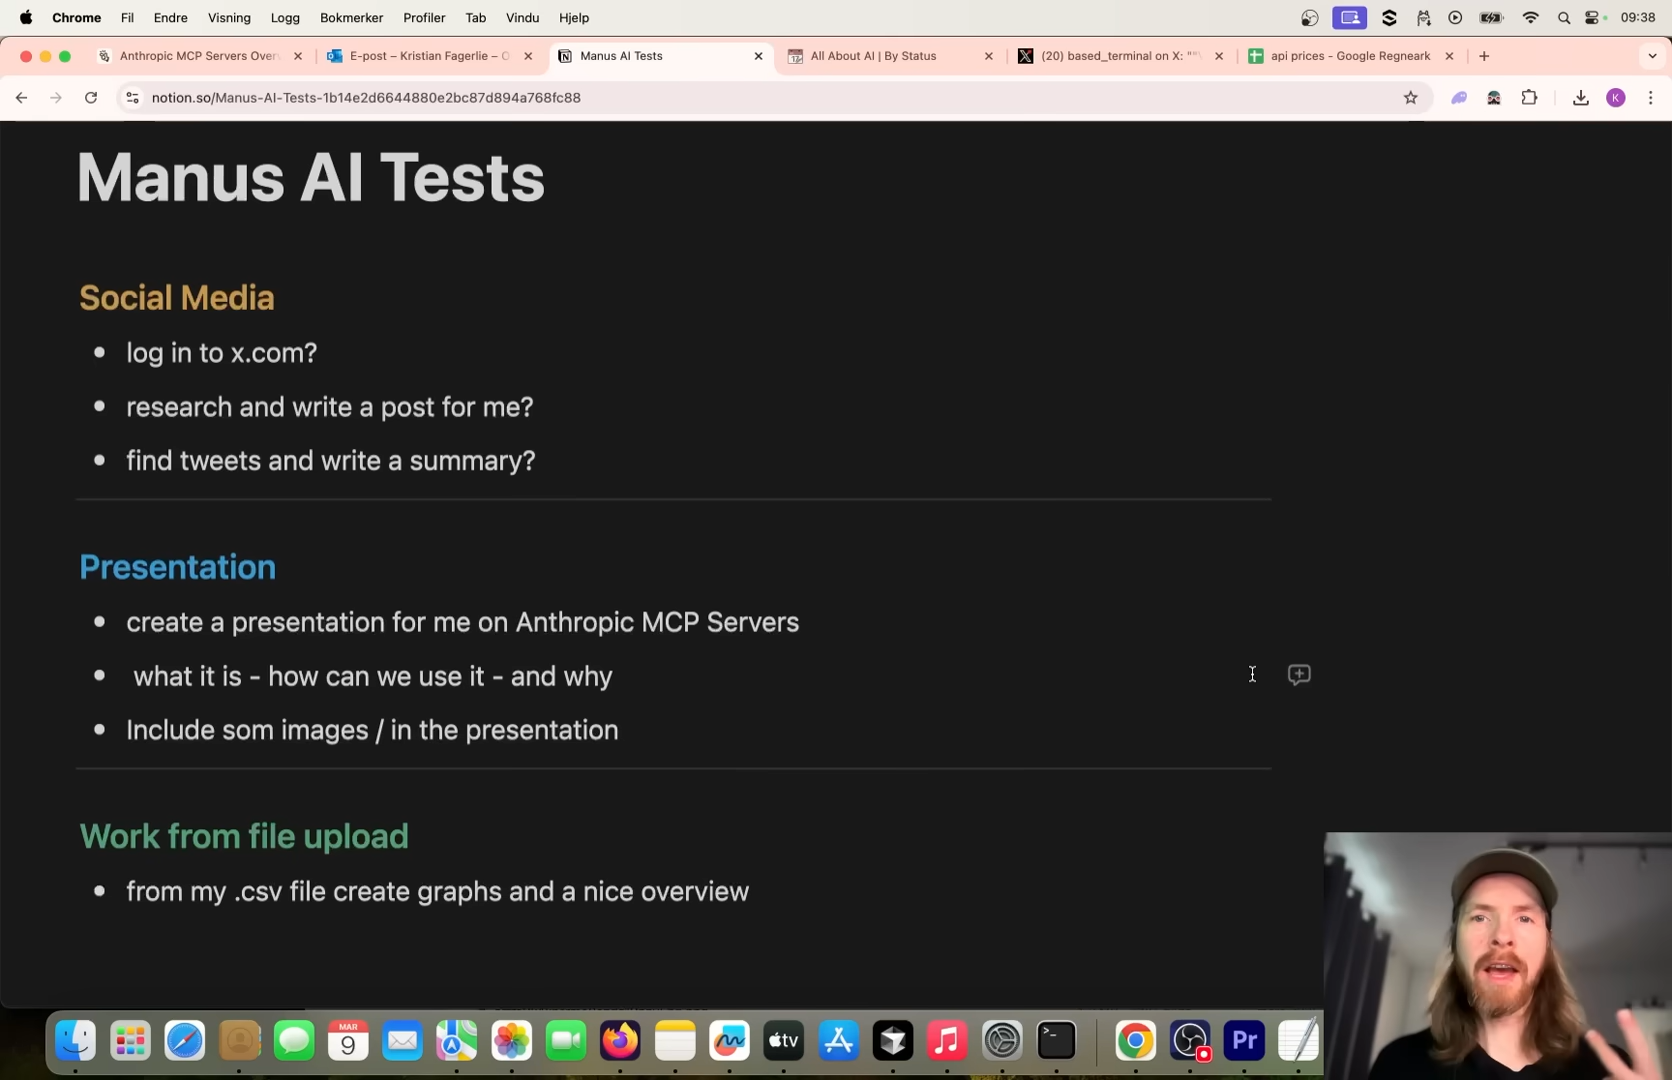 Chrome Fil Endre Visning Logg Bokmerker Profiler Tab Vindu Hjelp 09:38
Anthropic MCP Servers Over
E-post – Kristian Fagerlie – O
Manus AI Tests
All About AI | By Status
(20) based_terminal on X: ""
api prices - Google Regneark
notion.so/Manus-AI-Tests-1b14e2d6644880e2bc87d894a768fc88
K
Manus AI Tests
Social Media
• log in to x.com?
• research and write a post for me?
• find tweets and write a summary?
Presentation
• create a presentation for me on Anthropic MCP Servers
• what it is - how can we use it - and why
• Include som images / in the presentation
Work from file upload
• from my .csv file create graphs and a nice overview
MAR
9
tv
Pr